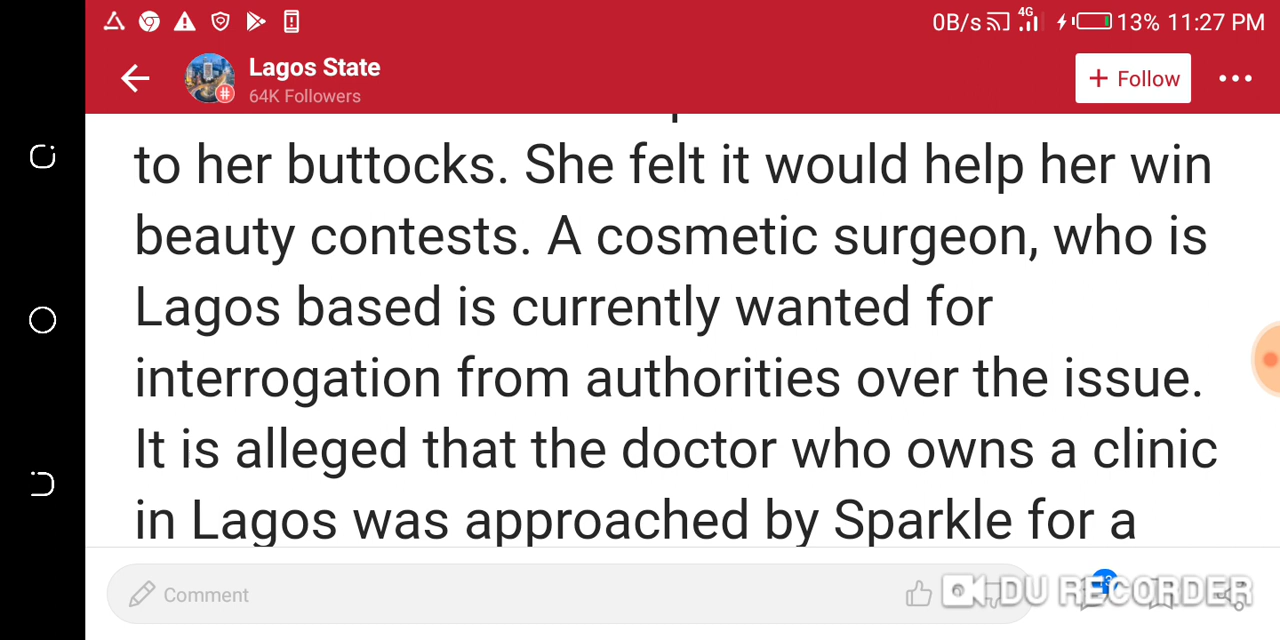 0B/s 4G 13% 11:27 PM
Lagos State
64K Followers
+ Follow
to her buttocks. She felt it would help her win
beauty contests. A cosmetic surgeon, who is
Lagos based is currently wanted for
interrogation from authorities over the issue.
It is alleged that the doctor who owns a clinic
in Lagos was approached by Sparkle for a
Comment
DU RECORDER